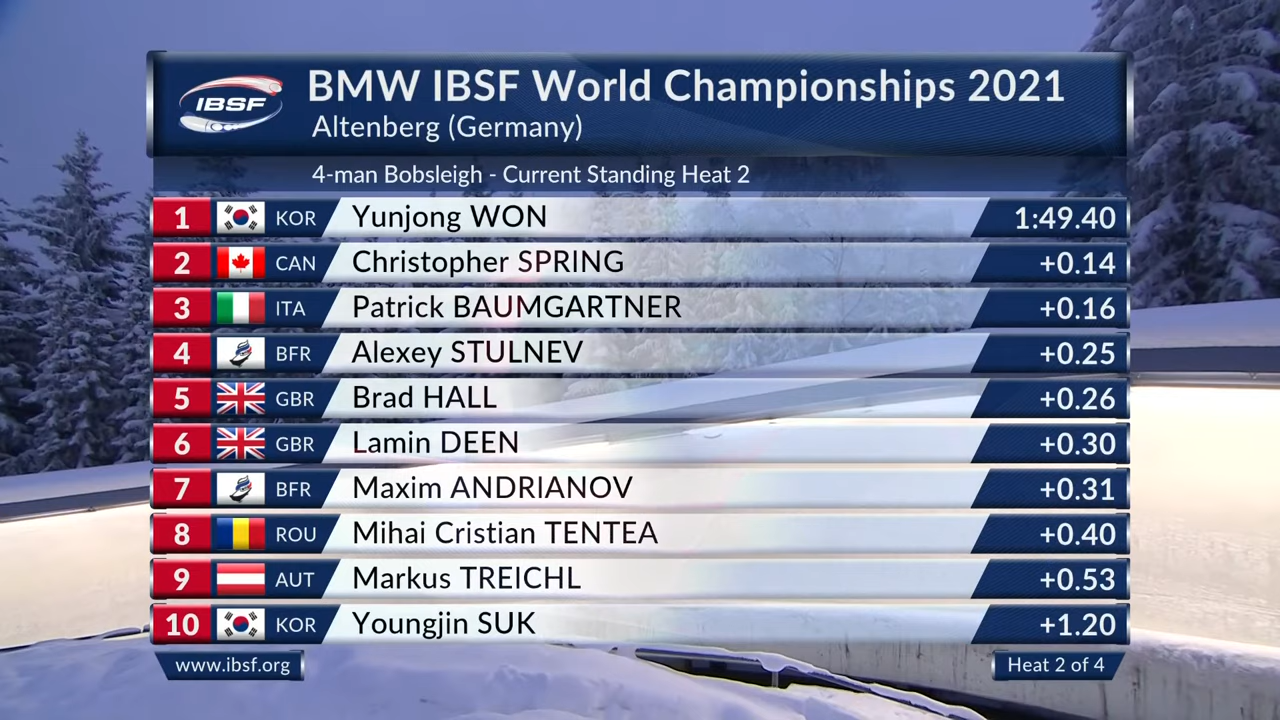 IBSF
BMW IBSF World Championships 2021
Altenberg (Germany)
4-man Bobsleigh - Current Standing Heat 2
1 KOR Yunjong WON 1:49.40
2 CAN Christopher SPRING +0.14
3 ITA Patrick BAUMGARTNER +0.16
4 BFR Alexey STULNEV +0.25
5 GBR Brad HALL +0.26
6 GBR Lamin DEEN +0.30
7 BFR Maxim ANDRIANOV +0.31
8 ROU Mihai Cristian TENTEA +0.40
9 AUT Markus TREICHL +0.53
10 KOR Youngjin SUK +1.20
www.ibsf.org Heat 2 of 4